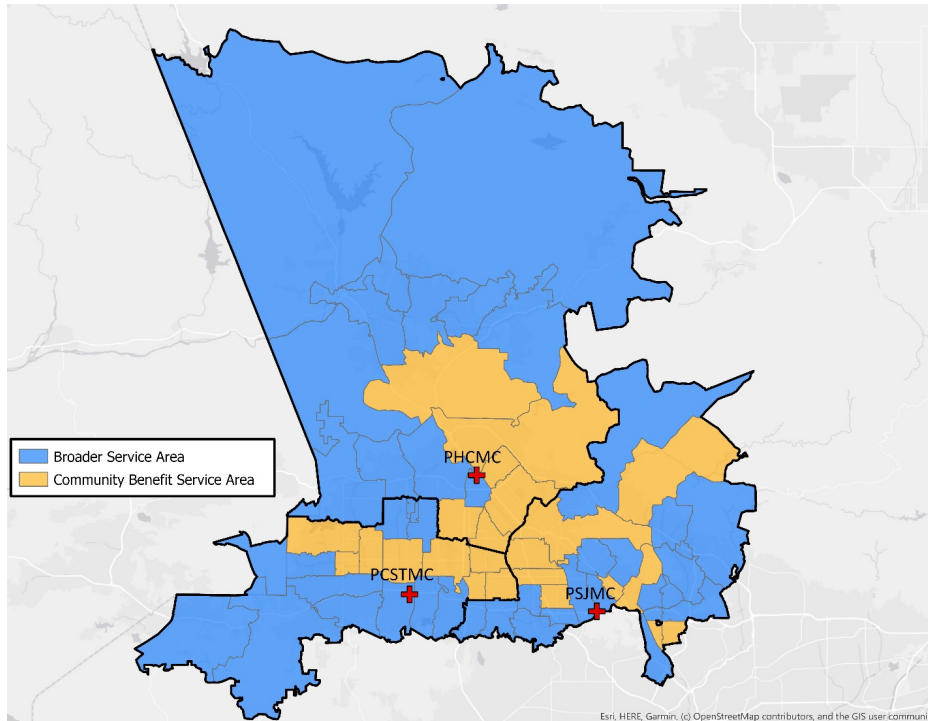 PHCMC
Broader Service Area
Community Benefit Service Area
PCSTMC
PSJMC
Esri, HERE, Garmin, (c) OpenStreetMap contributors, and the GIS user communi